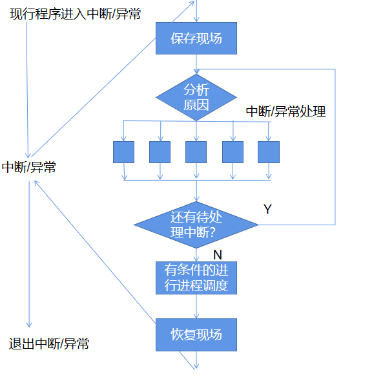 现行程序进入中断/异常
保存现场
分析
原因
中断/异常处理
中断/异常
还有待处
理中断?
Y
N
有条件的进
行进程调度
恢复现场
退出中断/异常